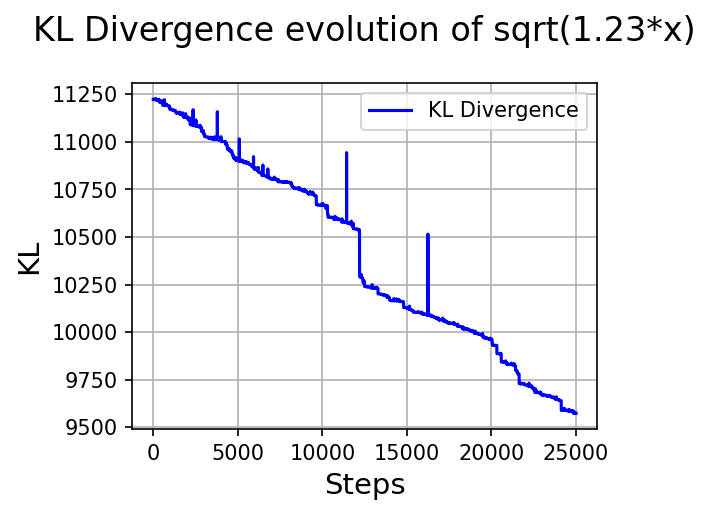 KL Divergence evolution of sqrt(1.23*x)
KL Divergence
11250
11000
10750
10500
10250
10000
9750
9500
KL
0 5000 10000 15000 20000 25000
Steps